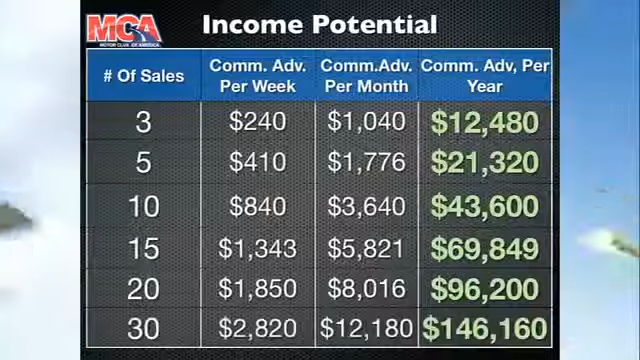 MCA
MOTOR CLUB OF AMERICA
Income Potential
# Of Sales
Comm. Adv.
Per Week
Comm.Adv.
Per Month
Comm. Adv, Per
Year
3 $240 $1,040 $12,480
5 $410 $1,776 $21,320
10 $840 $3,640 $43,600
15 $1,343 $5,821 $69,849
20 $1,850 $8,016 $96,200
30 $2,820 $12,180 $146,160